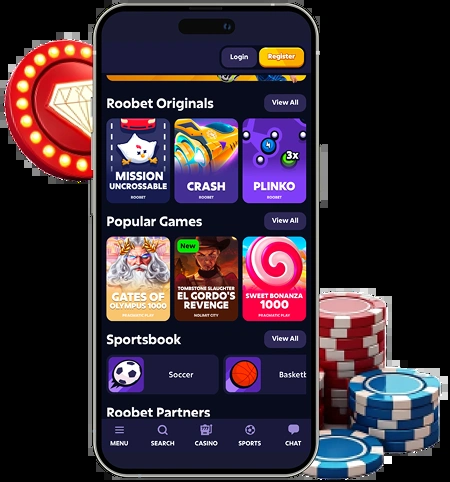 Login
Register
Roobet Originals
View All
MISSION
UNCROSSABLE
ROOBET
CRASH
ROOBET
3x
PLINKO
ROOBET
Popular Games
View All
GATES OF
OLYMPUS 1000
PRAGMATIC PLAY
New
TOMBSTONE SLAUGHTER
EL GORDO'S
REVENGE
NOLIMIT CITY
SWEET BONANZA
1000
PRAGMATIC PLAY
Sportsbook
View All
Soccer
Basketb
Roobet Partners
MENU
SEARCH
CASINO
SPORTS
CHAT